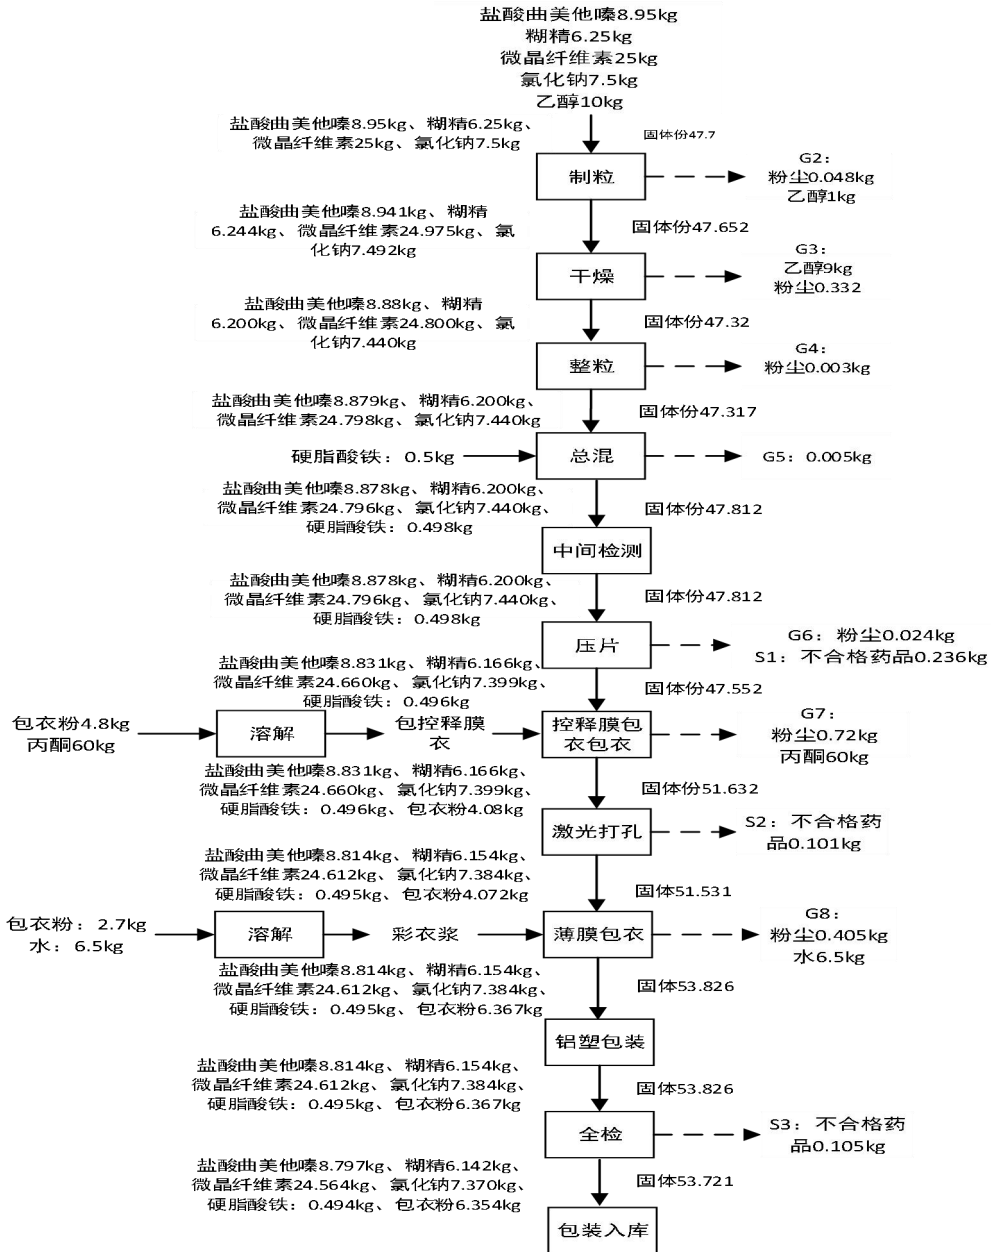 盐酸曲美他嗪8.95kg
糊精6.25kg
微晶纤维素25kg
氯化钠7.5kg
乙醇10kg
盐酸曲美他嗪8.95kg、糊精6.25kg、
微晶纤维素25kg、氯化钠7.5kg
固体份47.7
制粒
G2：
粉尘0.048kg
乙醇1kg
盐酸曲美他嗪8.941kg、糊精
6.244kg、微晶纤维素24.975kg、氯
化钠7.492kg
固体份47.652
干燥
G3：
乙醇9kg
粉尘0.332
盐酸曲美他嗪8.88kg、糊精
6.200kg、微晶纤维素24.800kg、氯
化钠7.440kg
固体份47.32
整粒
G4：
粉尘0.003kg
盐酸曲美他嗪8.879kg、糊精6.200kg、
微晶纤维素24.798kg、氯化钠7.440kg
固体份47.317
硬脂酸铁：0.5kg
总混
G5：0.005kg
盐酸曲美他嗪8.878kg、糊精6.200kg、
微晶纤维素24.796kg、氯化钠7.440kg、
硬脂酸铁：0.498kg
固体份47.812
中间检测
盐酸曲美他嗪8.878kg、糊精6.200kg、
微晶纤维素24.796kg、氯化钠7.440kg、
硬脂酸铁：0.498kg
固体份47.812
压片
G6：粉尘0.024kg
S1：不合格药品0.236kg
盐酸曲美他嗪8.831kg、糊精6.166kg、
微晶纤维素24.660kg、氯化钠7.399kg、
硬脂酸铁：0.496kg
固体份47.552
包衣粉4.8kg
丙酮60kg
溶解
包控释膜
衣
控释膜包
衣包衣
G7：
粉尘0.72kg
丙酮60kg
盐酸曲美他嗪8.831kg、糊精6.166kg、
微晶纤维素24.660kg、氯化钠7.399kg、
硬脂酸铁：0.496kg、包衣粉4.08kg
固体份51.632
激光打孔
S2：不合格药
品0.101kg
盐酸曲美他嗪8.814kg、糊精6.154kg、
微晶纤维素24.612kg、氯化钠7.384kg、
硬脂酸铁：0.495kg、包衣粉4.072kg
固体51.531
包衣粉：2.7kg
水：6.5kg
溶解
彩衣浆
薄膜包衣
G8：
粉尘0.405kg
水6.5kg
盐酸曲美他嗪8.814kg、糊精6.154kg、
微晶纤维素24.612kg、氯化钠7.384kg、
硬脂酸铁：0.495kg、包衣粉6.367kg
固体53.826
铝塑包装
盐酸曲美他嗪8.814kg、糊精6.154kg、
微晶纤维素24.612kg、氯化钠7.384kg、
硬脂酸铁：0.495kg、包衣粉6.367kg
固体53.826
全检
S3：不合格药
品0.105kg
盐酸曲美他嗪8.797kg、糊精6.142kg、
微晶纤维素24.564kg、氯化钠7.370kg、
硬脂酸铁：0.494kg、包衣粉6.354kg
固体53.721
包装入库